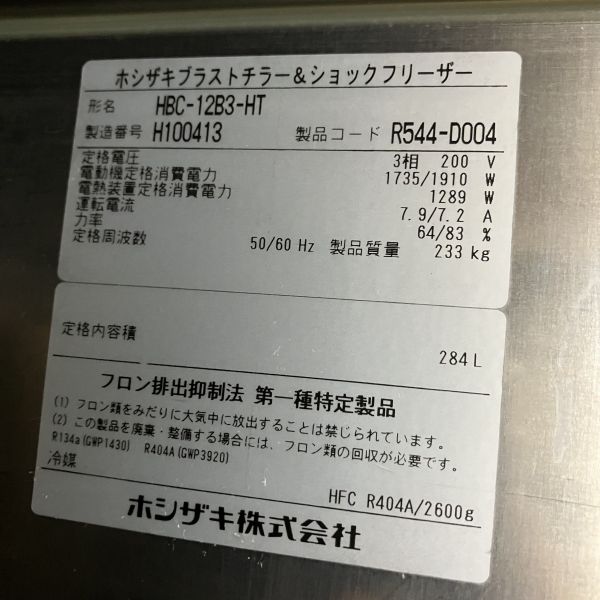 ホシザキブラストチラー&ショックフリーザー
形名 HBC-12B3-HT
製造番号 H100413 製品コード R544-D004
定格電圧 3相 200 V
電動機定格消費電力 1735/1910 W
電熱装置定格消費電力 1289 W
運転電流 7.9/7.2 A
力率 64/83 %
定格周波数 50/60 Hz 製品質量 233 kg
定格内容積 284 L
フロン排出抑制法 第一種特定製品
(1) フロン類をみだりに大気中に放出することは禁じられています。
(2) この製品を廃棄・整備する場合には、フロン類の回収が必要です。
R134a(GWP1430) R404A(GWP3920)
冷媒 HFC R404A/2600g
ホシザキ株式会社